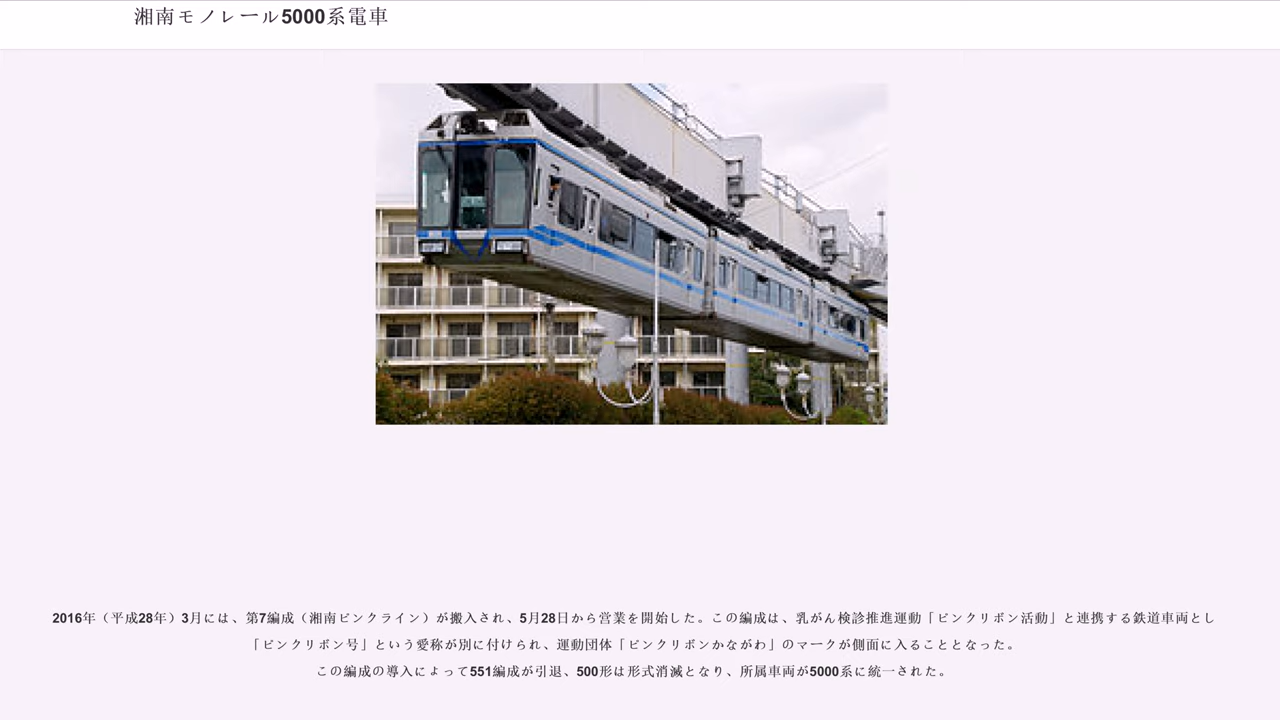 湘南モノレール5000系電車
2016年（平成28年）3月には、第7編成（湘南ピンクライン）が搬入され、5月28日から営業を開始した。この編成は、乳がん検診推進運動「ピンクリボン活動」と連携する鉄道車両とし
「ピンクリボン号」という愛称が別に付けられ、運動団体「ピンクリボンかながわ」のマークが側面に入ることとなった。
この編成の導入によって551編成が引退、500形は形式消滅となり、所属車両が5000系に統一された。